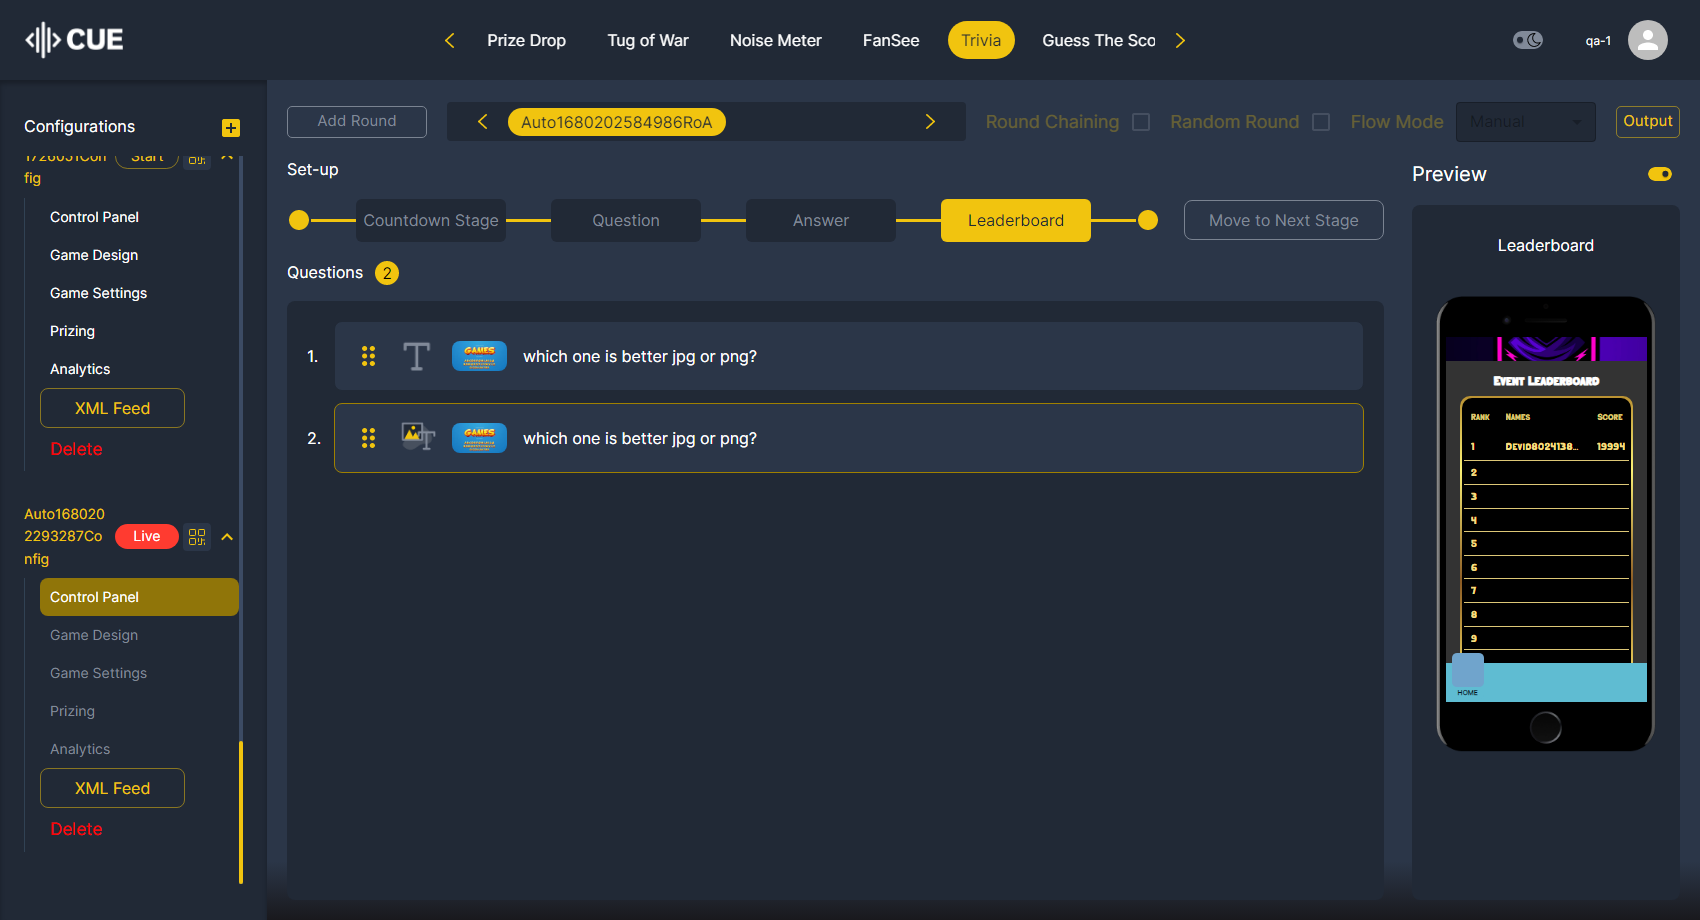 CUE
Prize Drop
Tug of War
Noise Meter
FanSee
Trivia
Guess The Sco
qa-1
Configurations
Add Round
Auto1680202584986RoA
Round Chaining
Random Round
Flow Mode
Manual
Output
1726051Con
fig
Start
Control Panel
Game Design
Game Settings
Prizing
Analytics
XML Feed
Delete
Auto168020
2293287Co
nfig
Live
Control Panel
Game Design
Game Settings
Prizing
Analytics
XML Feed
Delete
Set-up
Countdown Stage
Question
Answer
Leaderboard
Move to Next Stage
Questions 2
1. GAMES which one is better jpg or png?
2. GAMES which one is better jpg or png?
Preview
Leaderboard
Event Leaderboard
Rank Names Score
1 Devid8024138... 19994
2
3
4
5
6
7
8
9
HOME